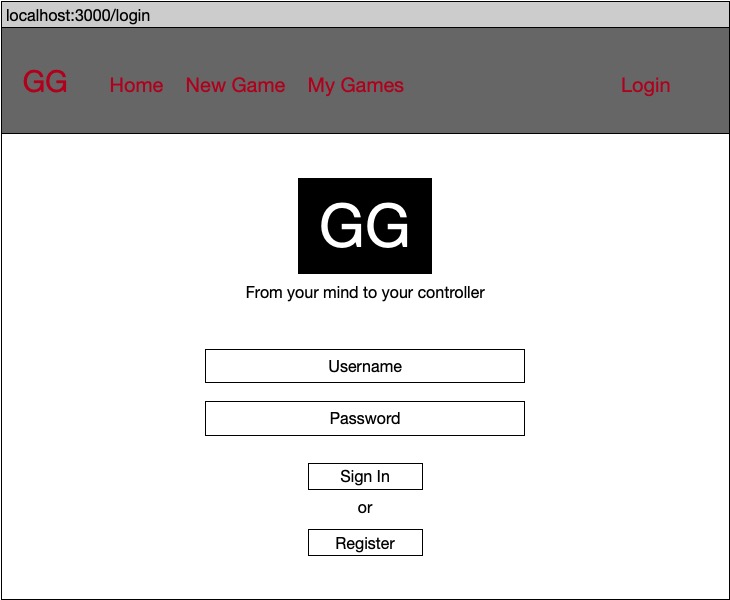 localhost:3000/login
GG Home New Game My Games Login
GG
From your mind to your controller
Username
Password
Sign In
or
Register